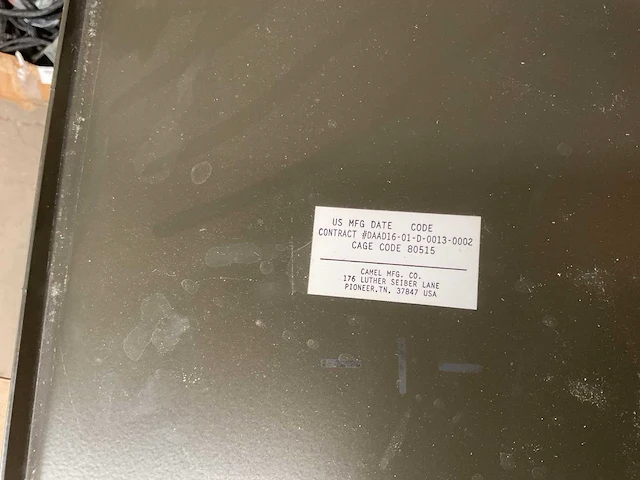 US MFG DATE CODE
CONTRACT #DAAD16-01-D-0013-0002
CAGE CODE 80515
CAMEL MFG. CO.
176 LUTHER SEIBER LANE
PIONEER,TN. 37847 USA